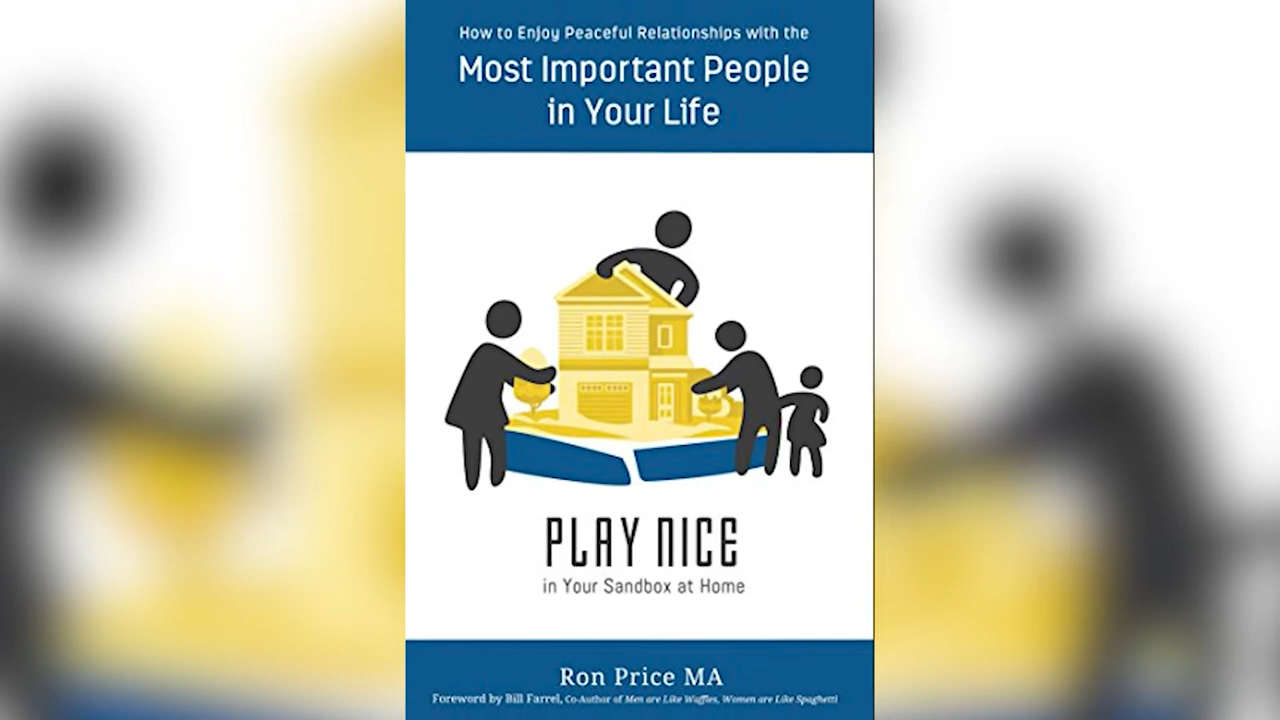 How to Enjoy Peaceful Relationships with the
Most Important People
in Your Life
PLAY NICE
in Your Sandbox at Home
Ron Price MA
Foreword by Bill Farrel, Co-Author of Men are Like Waffles, Women are Like Spaghetti